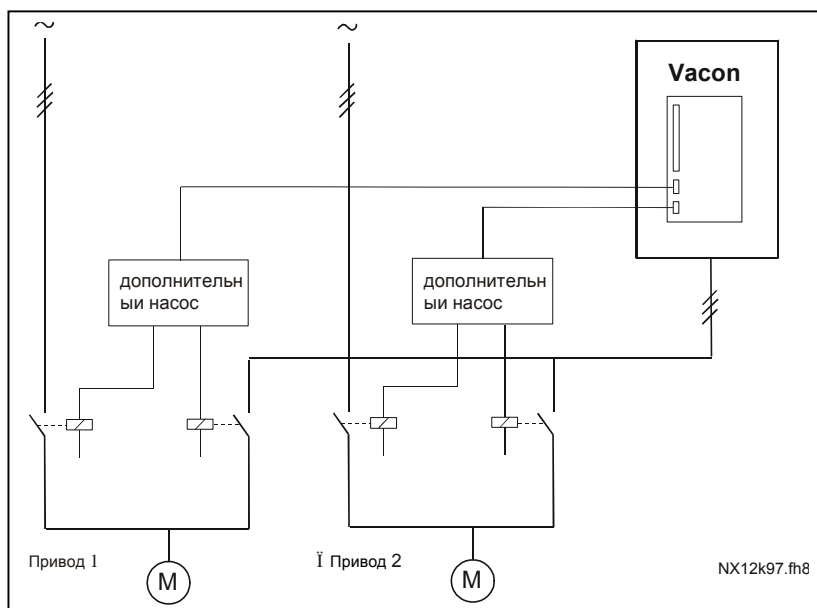 ~
~
Vacon
дополнительн
ыи насос
дополнительн
ыи насос
Привод 1
M
Ï Привод 2
M
NX12k97.fh8